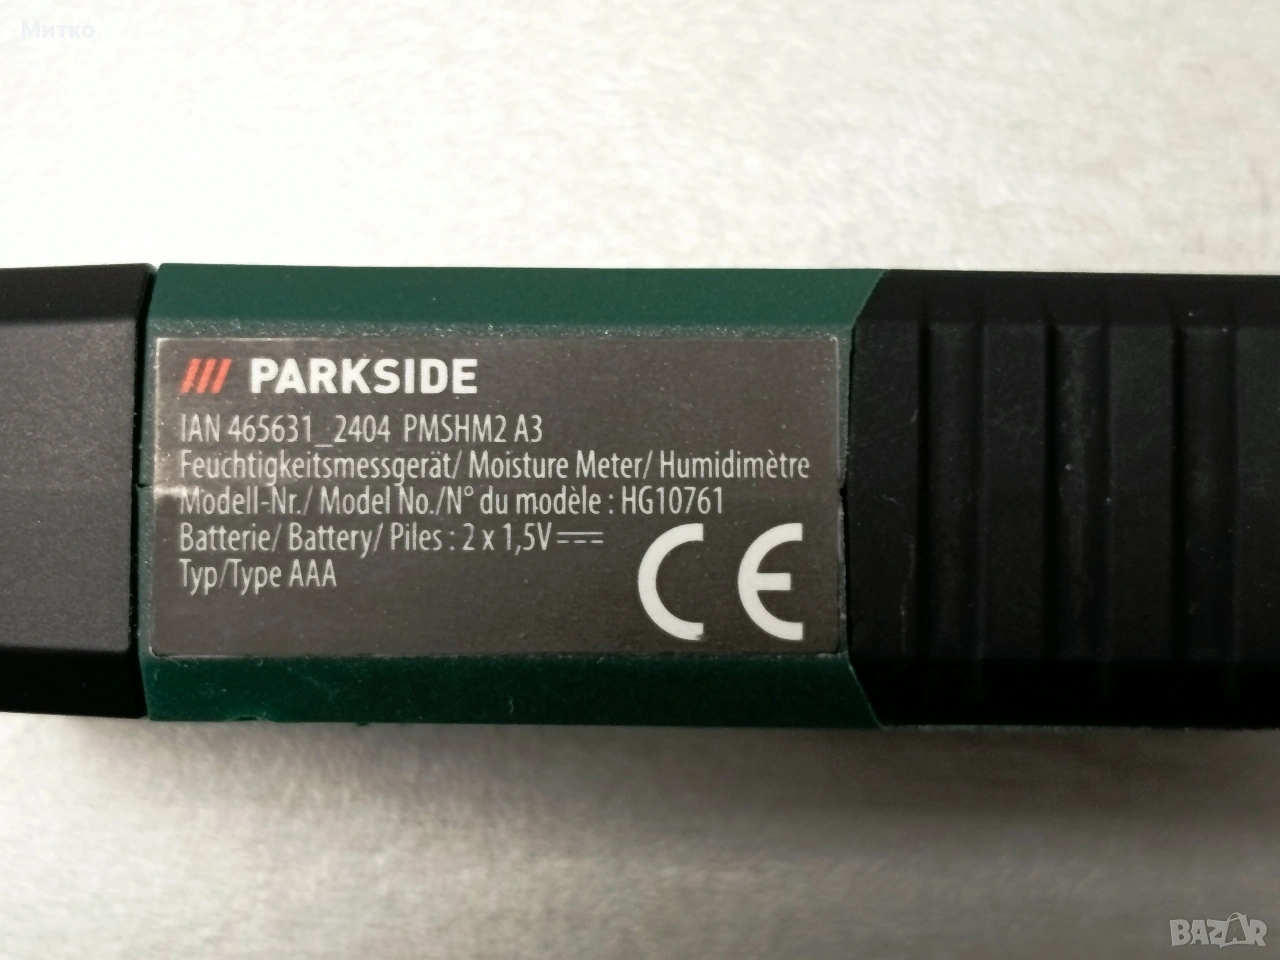 Митко
PARKSIDE
IAN 465631_2404 PMSHM2 A3
Feuchtigkeitsmessgerät/ Moisture Meter/ Humidimètre
Modell-Nr./ Model No./N° du modèle : HG10761
Batterie/ Battery/ Piles : 2 x 1,5V
Typ/Type AAA
CE
BAZAR